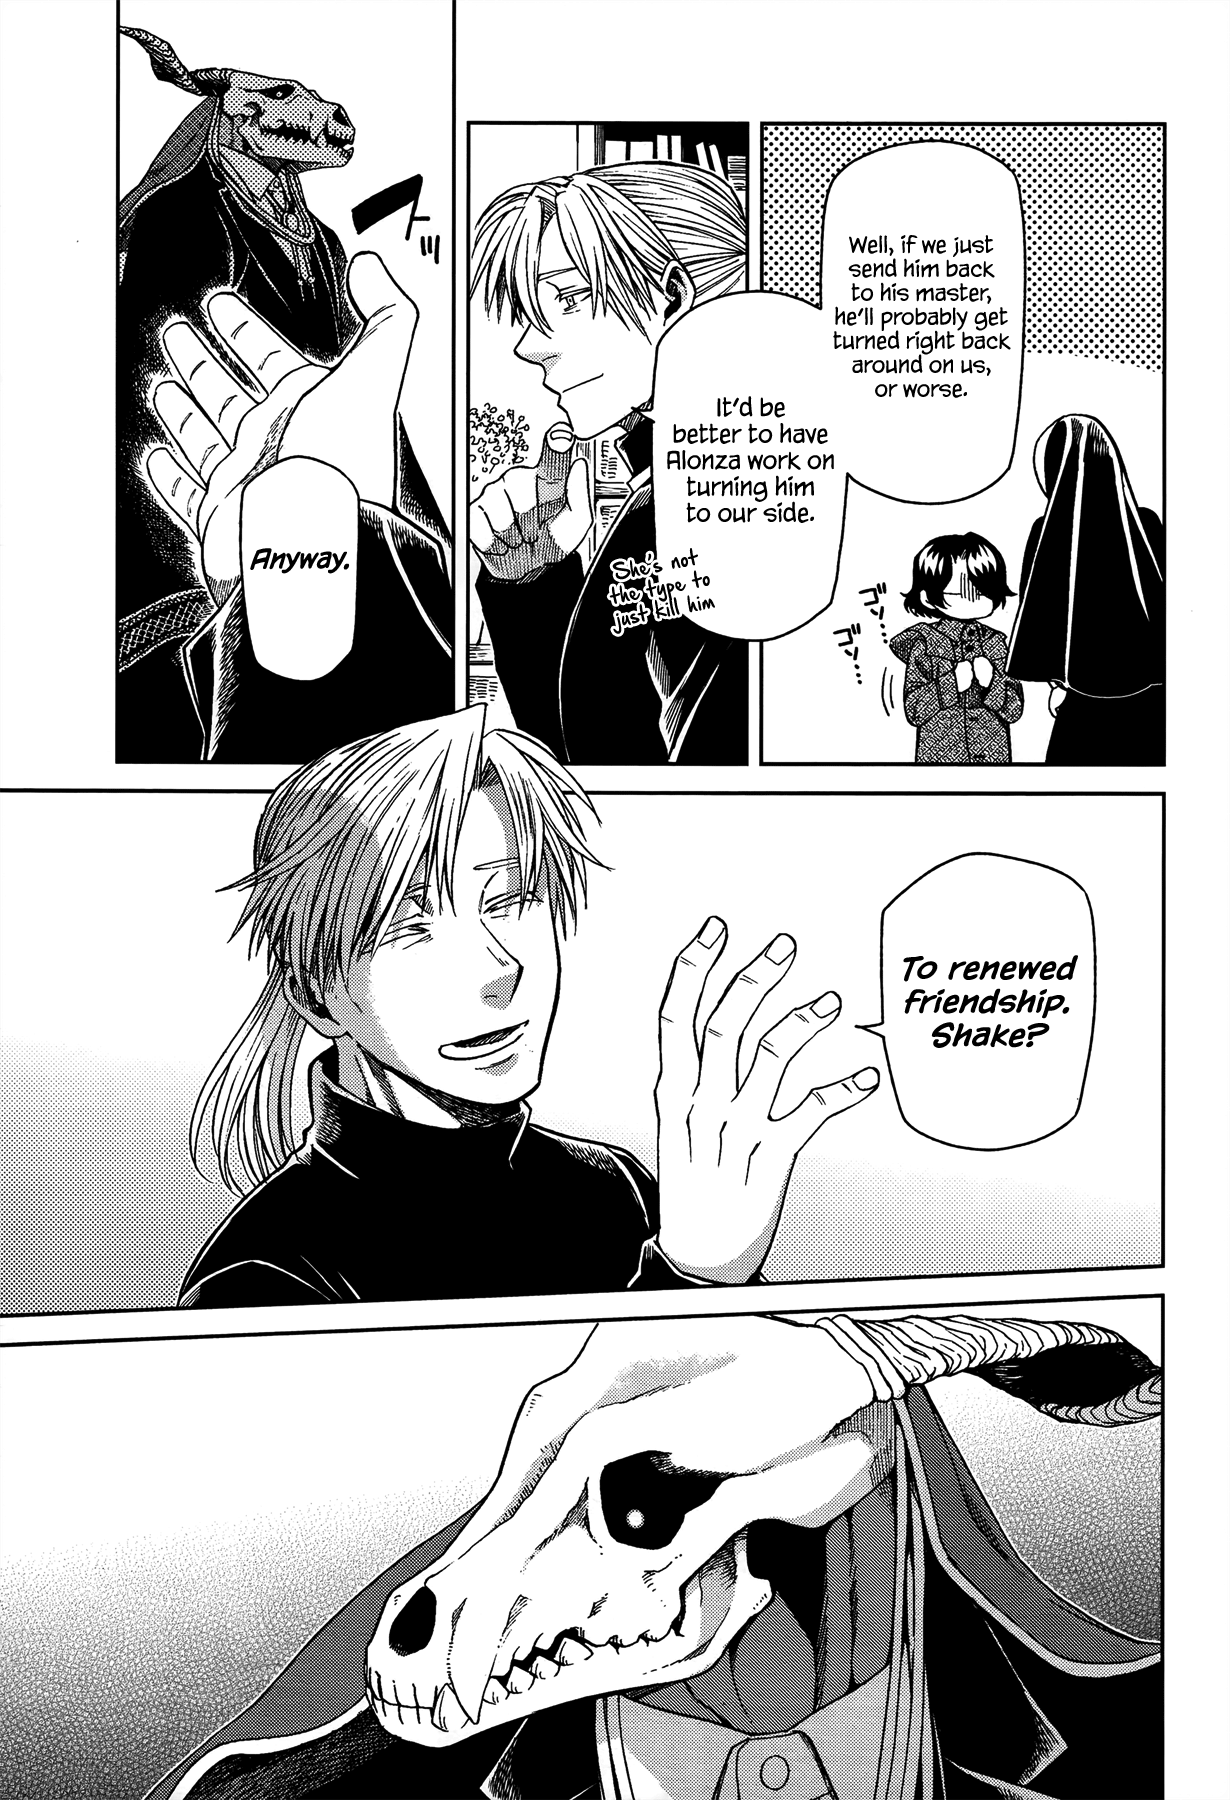 Well, if we just
send him back
to his master,
he'll probably get
turned right back
around on us,
or worse.
It'd be
better to have
Alonza work on
turning him
to our side.
She's not
the type to
just kill him
ゴン…
ゴン…
Anyway.
To renewed
friendship.
Shake?